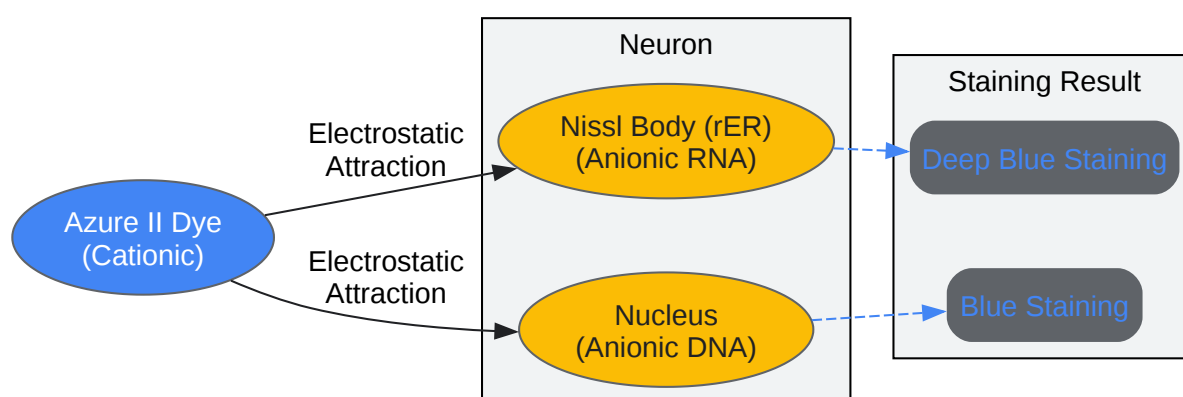 Neuron
Staining Result
Nissl Body (rER)
(Anionic RNA)
Electrostatic
Attraction
Deep Blue Staining
Azure II Dye
(Cationic)
Electrostatic
Attraction
Nucleus
(Anionic DNA)
Blue Staining